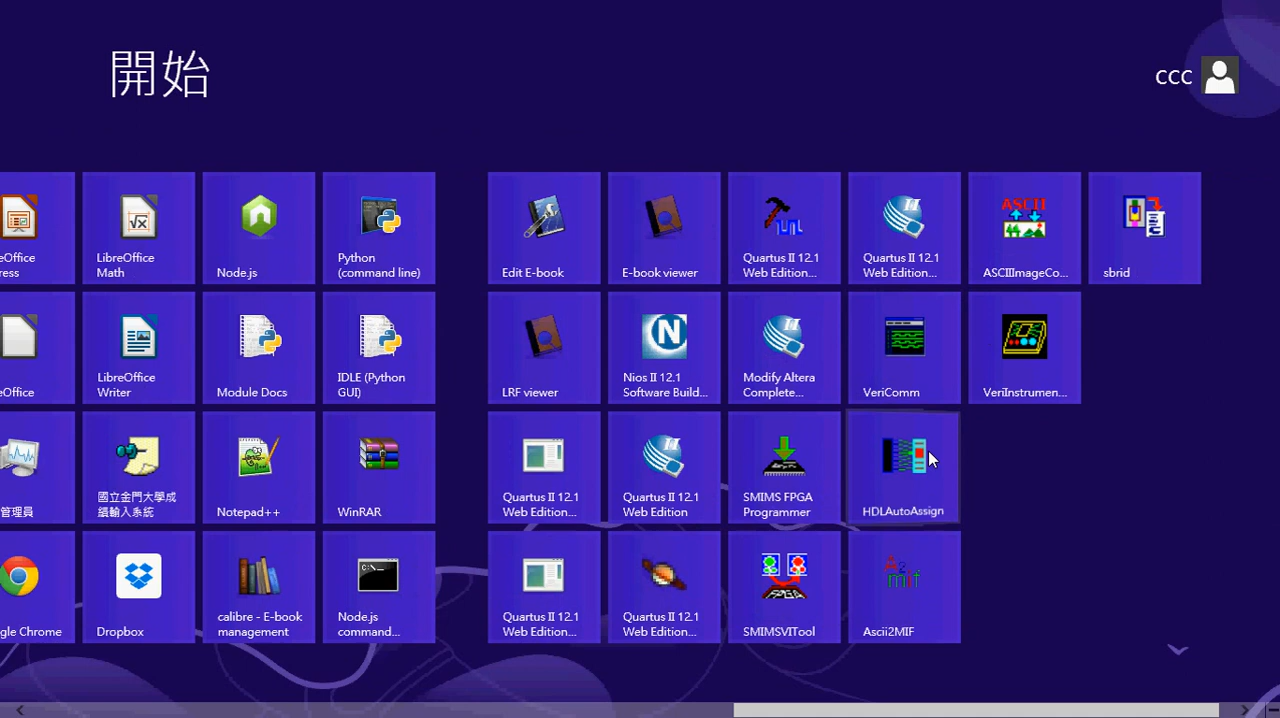 開始
CCC
eOffice
ress
LibreOffice
Math
Node.js
Python
(command line)
Edit E-book
E-book viewer
Quartus II 12.1
Web Edition...
Quartus II 12.1
Web Edition...
ASCII
ASCIIImageCo...
sbrid
eOffice
LibreOffice
Writer
Module Docs
IDLE (Python
GUI)
LRF viewer
N
Nios II 12.1
Software Build...
Modify Altera
Complete...
VeriComm
VeriInstrumen...
管理員
國立金門大學成
績輸入系統
Notepad++
WinRAR
Quartus II 12.1
Web Edition...
Quartus II 12.1
Web Edition
SMIMS FPGA
Programmer
HDLAutoAssign
gle Chrome
Dropbox
calibre - E-book
management
C:\_
Node.js
command...
Quartus II 12.1
Web Edition...
Quartus II 12.1
Web Edition...
FPGA
SMIMSVITool
A2
mif
Ascii2MIF